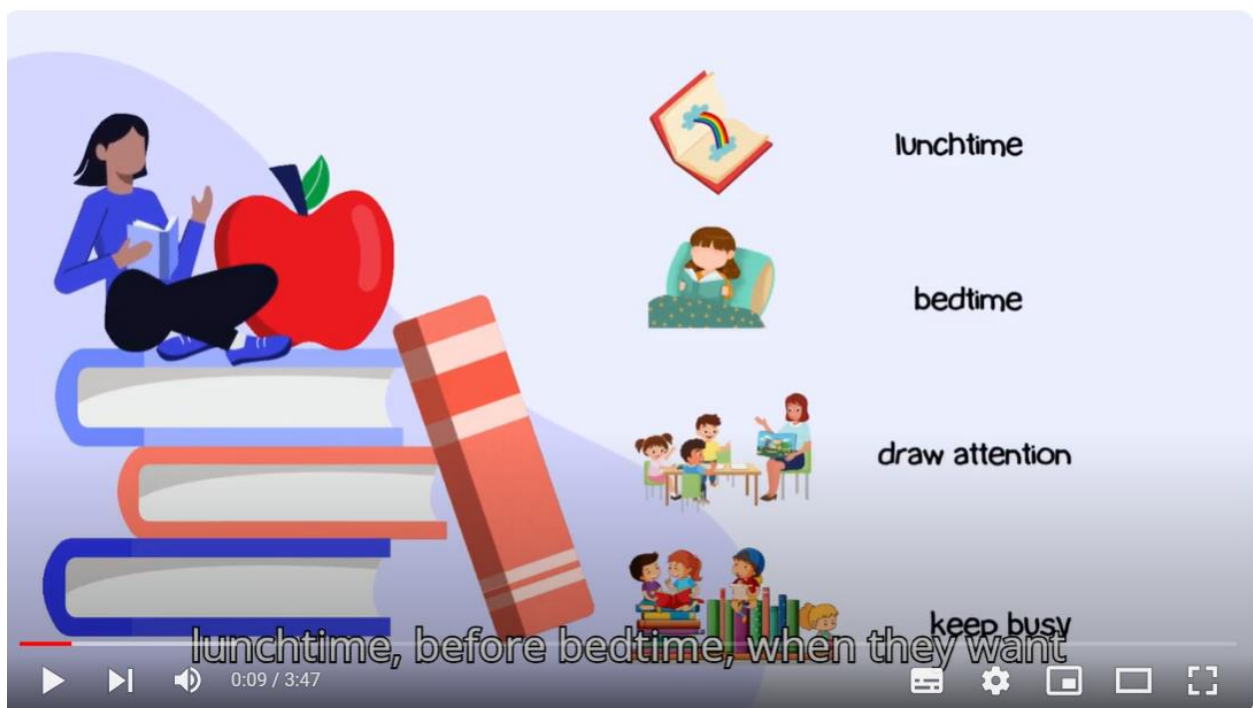 lunchtime
bedtime
draw attention
keep busy
lunchtime, before bedtime, when they want
0:09 / 3:47